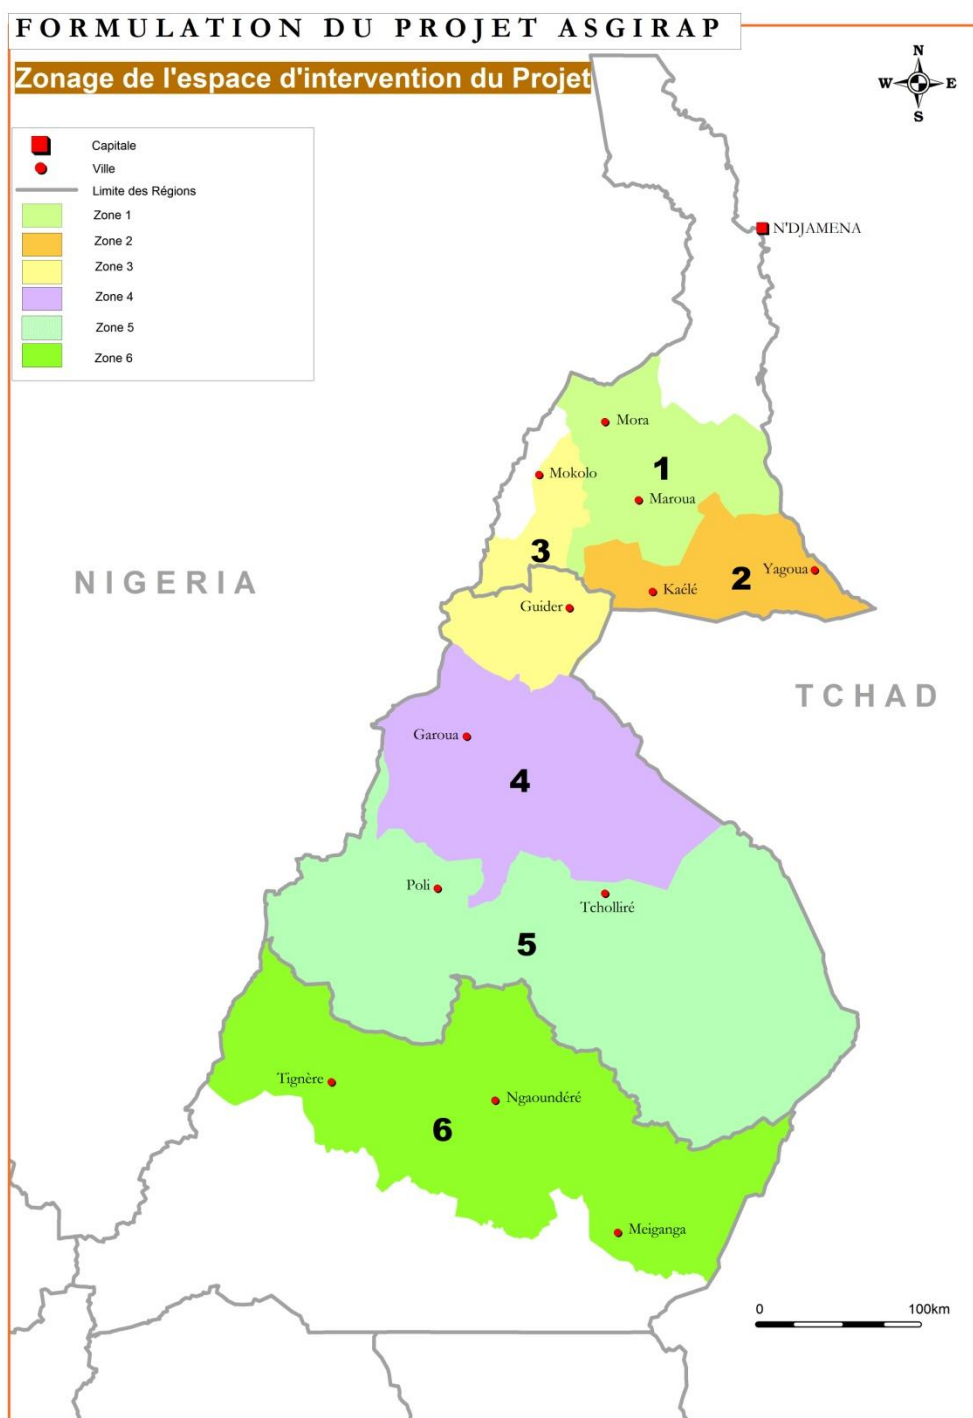 FORMULATION DU PROJET ASGIRAP
Zonage de l'espace d'intervention du Projet
N
W E
S
Capitale
Ville
Limite des Régions
Zone 1
Zone 2
Zone 3
Zone 4
Zone 5
Zone 6
N'DJAMENA
Mora
1
Mokolo
Maroua
3
2
Yagoua
NIGERIA
Kaélé
Guider
TCHAD
Garoua
4
Poli
Tcholliré
5
Tignère
Ngaoundéré
6
Meiganga
0 100km